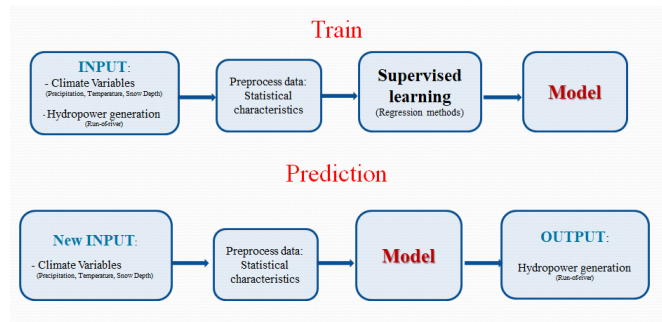 Train
INPUT:
- Climate Variables
(Precipitation, Temperature, Snow Depth)
- Hydropower generation
(Run-of-river)
Preprocess data:
Statistical
characteristics
Supervised
learning
(Regression methods)
Model
Prediction
New INPUT:
- Climate Variables
(Precipitation, Temperature, Snow Depth)
Preprocess data:
Statistical
characteristics
Model
OUTPUT:
Hydropower generation
(Run-of-river)